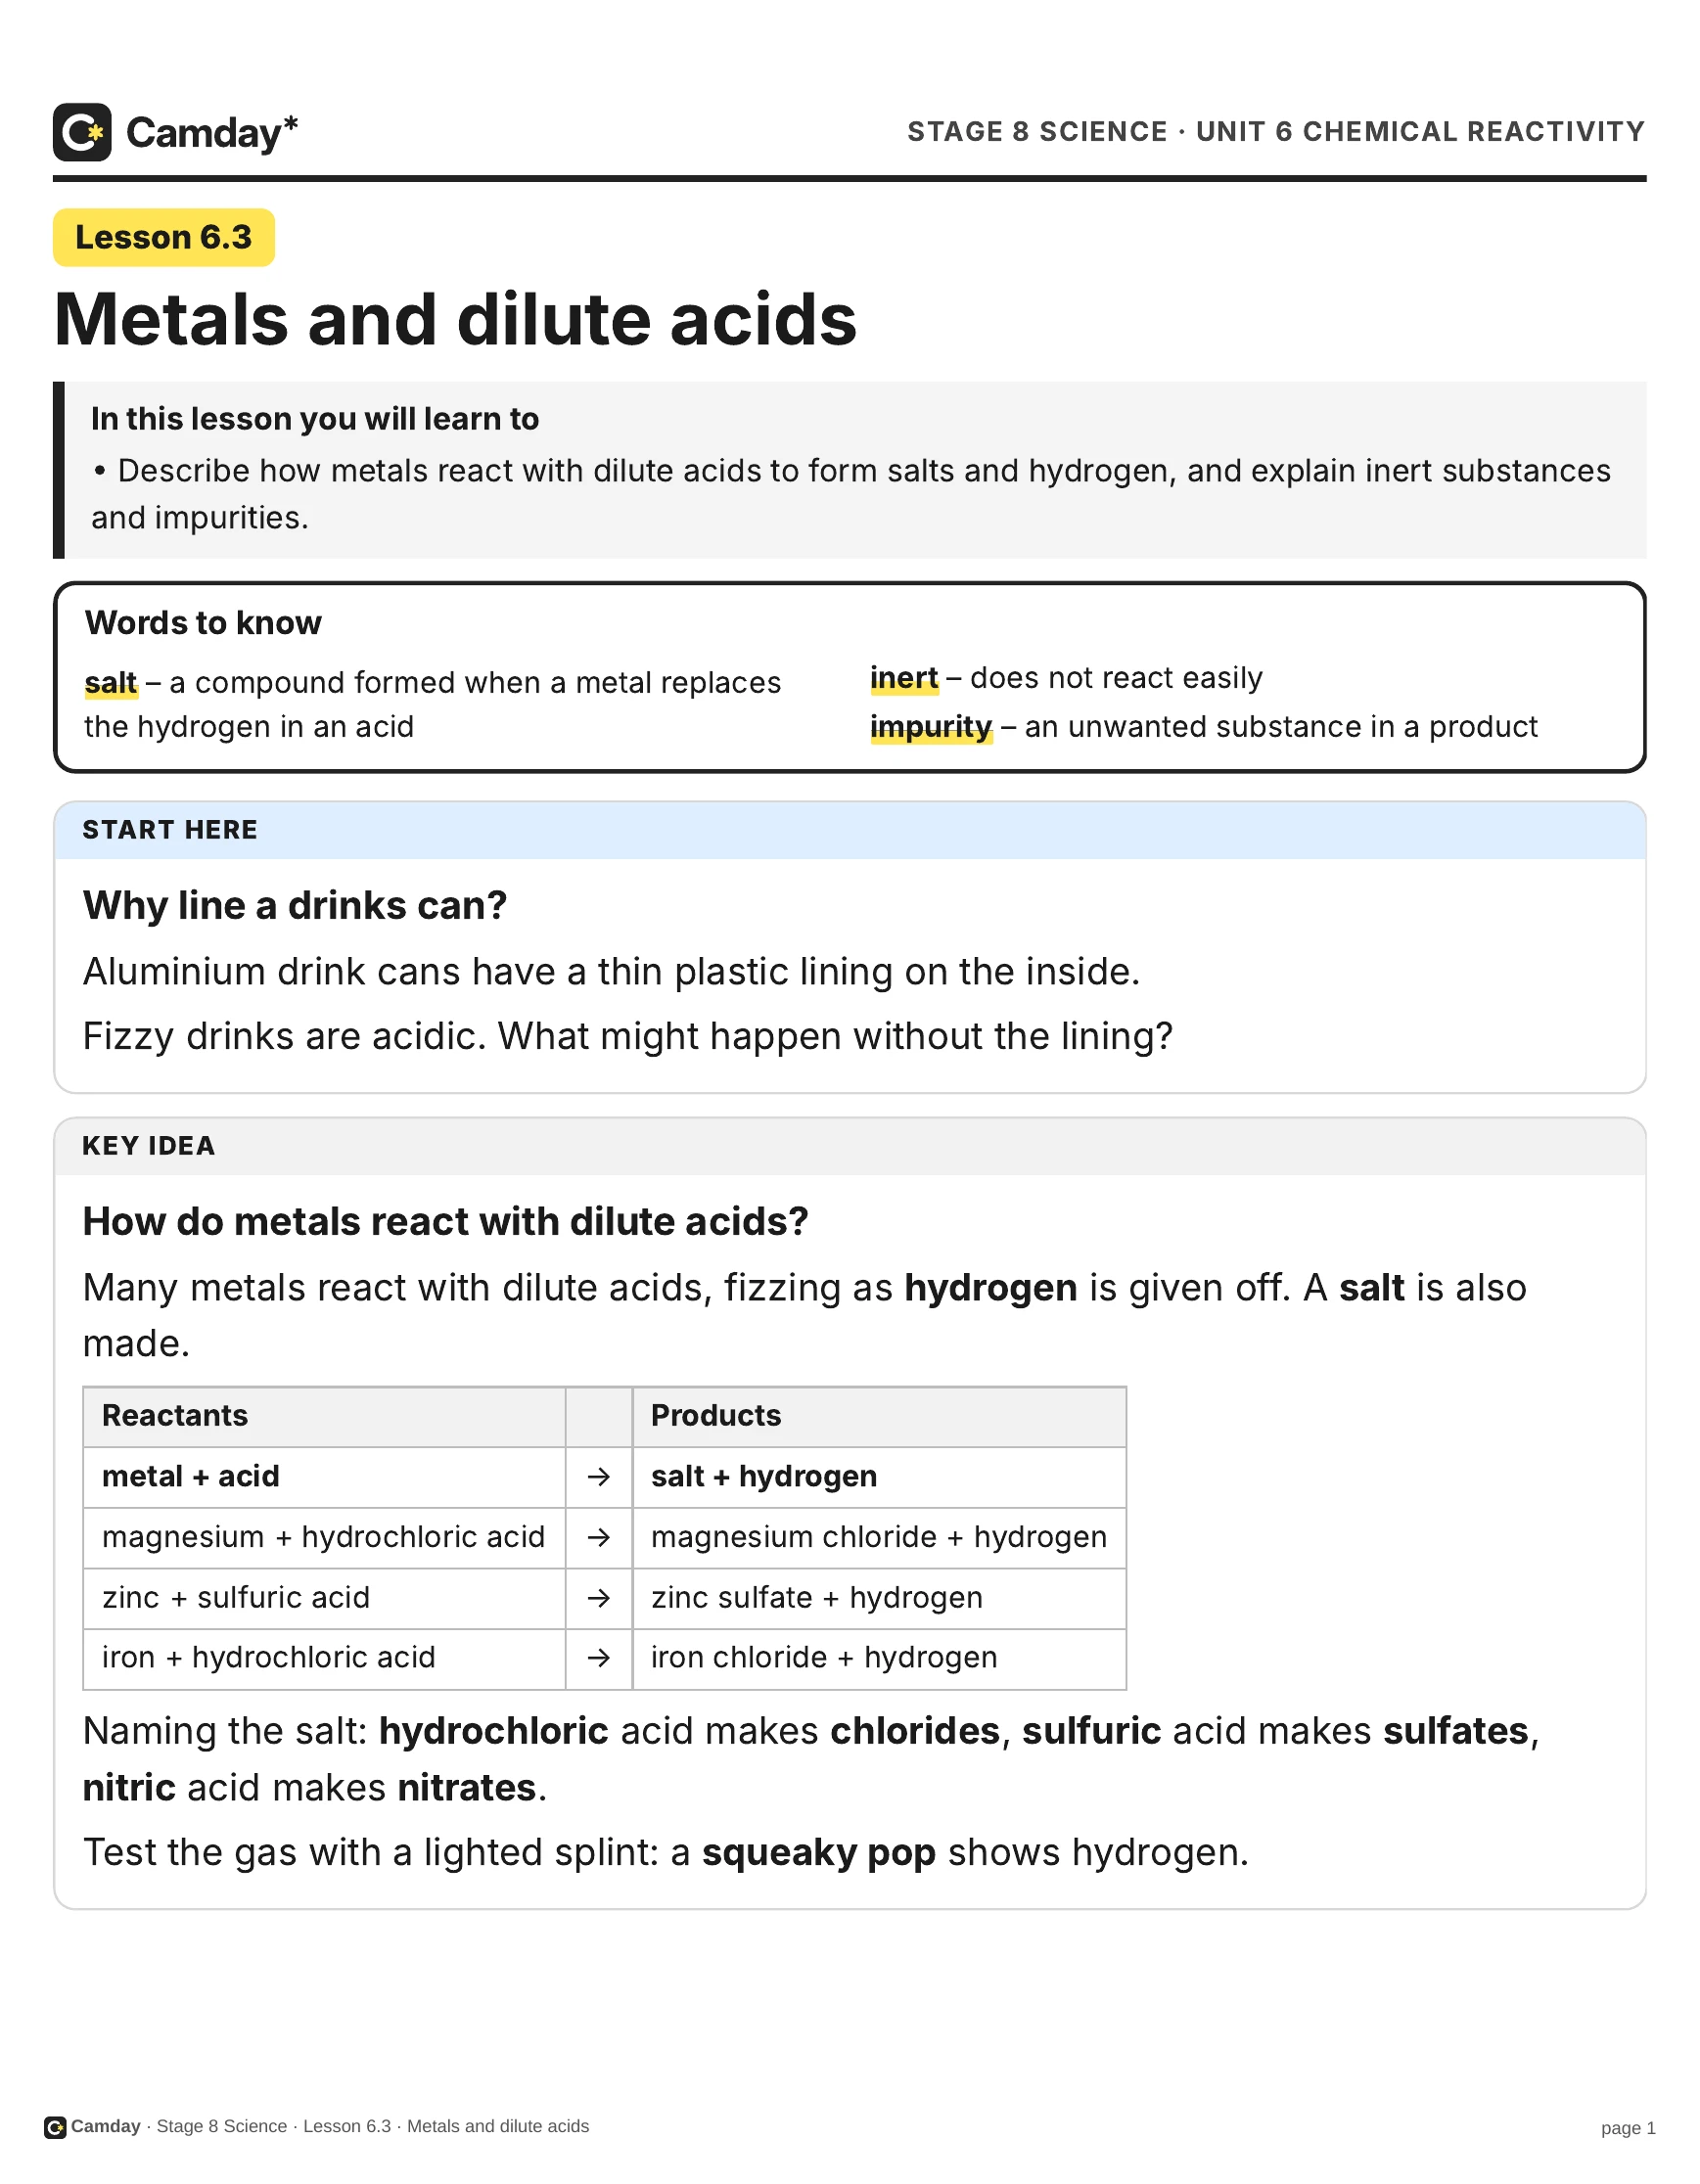 Camday*
STAGE 8 SCIENCE · UNIT 6 CHEMICAL REACTIVITY
Lesson 6.3
Metals and dilute acids
In this lesson you will learn to
• Describe how metals react with dilute acids to form salts and hydrogen, and explain inert substances
and impurities.
Words to know
salt – a compound formed when a metal replaces
the hydrogen in an acid
inert – does not react easily
impurity – an unwanted substance in a product
START HERE
Why line a drinks can?
Aluminium drink cans have a thin plastic lining on the inside.
Fizzy drinks are acidic. What might happen without the lining?
KEY IDEA
How do metals react with dilute acids?
Many metals react with dilute acids, fizzing as hydrogen is given off. A salt is also
made.
Reactants Products
metal + acid → salt + hydrogen
magnesium + hydrochloric acid → magnesium chloride + hydrogen
zinc + sulfuric acid → zinc sulfate + hydrogen
iron + hydrochloric acid → iron chloride + hydrogen
Naming the salt: hydrochloric acid makes chlorides, sulfuric acid makes sulfates,
nitric acid makes nitrates.
Test the gas with a lighted splint: a squeaky pop shows hydrogen.
Camday · Stage 8 Science · Lesson 6.3 · Metals and dilute acids
page 1